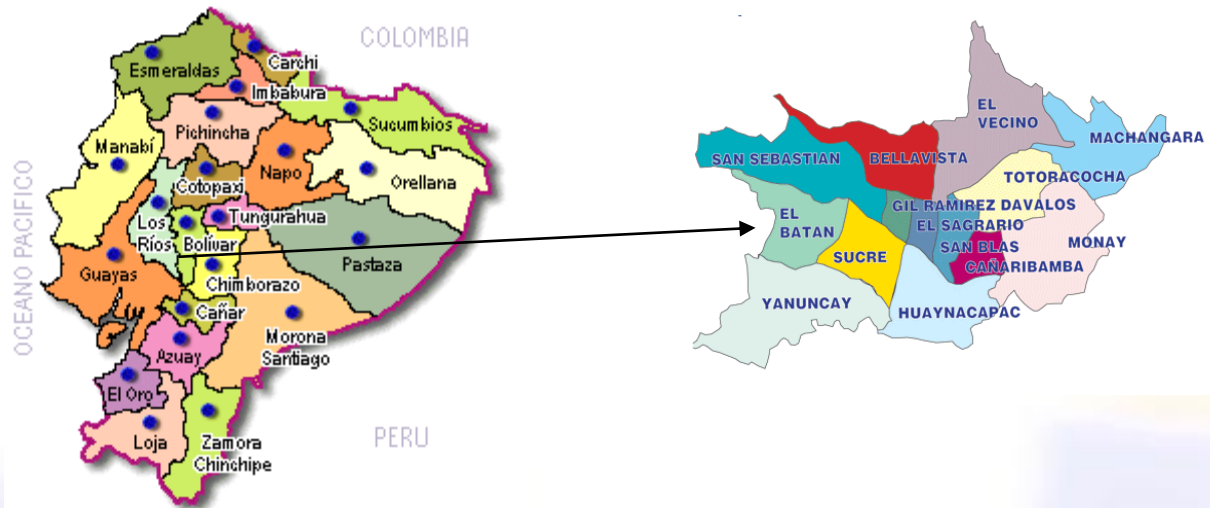 COLOMBIA
OCEANO PACIFICO
PERU
Esmeraldas
Carchi
Imbabura
Sucumbios
Pichincha
Manabí
Napo
Orellana
Cotopaxi
Los
Ríos
Tungurahua
Bolívar
Pastaza
Guayas
Chimborazo
Cañar
Morona
Santiago
Azuay
El Oro
Loja
Zamora
Chinchipe
EL
VECINO
MACHANGARA
SAN SEBASTIAN
BELLAVISTA
TOTORACOCHA
GIL RAMIREZ DAVALOS
EL
BATAN
EL SAGRARIO
SAN BLAS
MONAY
SUCRE
CAÑARIBAMBA
YANUNCAY
HUAYNACAPAC